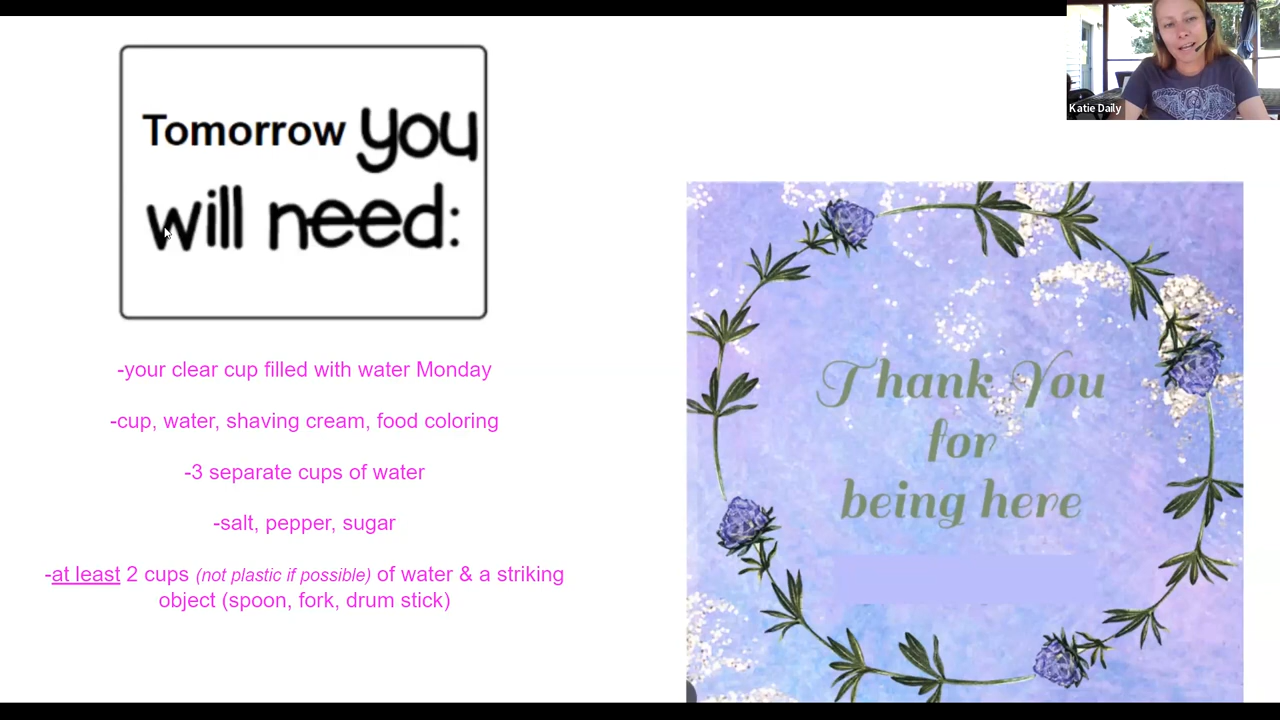 Tomorrow you
will need:
-your clear cup filled with water Monday
-cup, water, shaving cream, food coloring
-3 separate cups of water
-salt, pepper, sugar
-at least 2 cups (not plastic if possible) of water & a striking
object (spoon, fork, drum stick)
Katie Daily
Thank You
for
being here